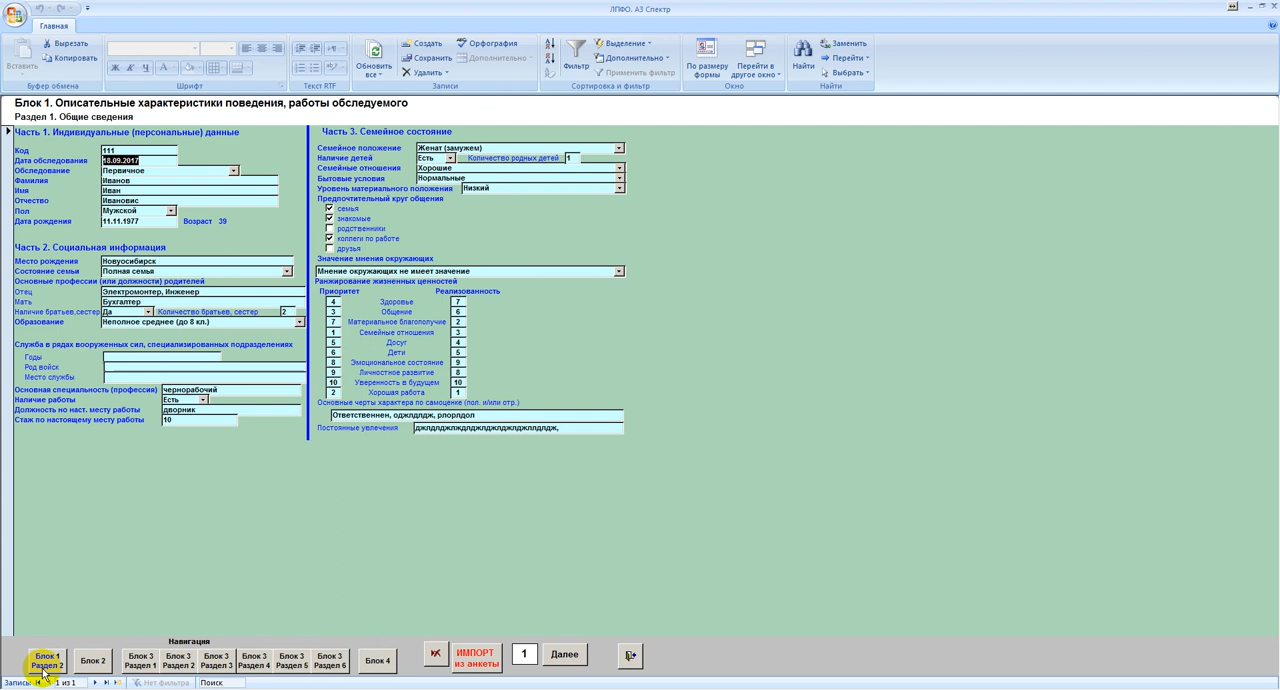 ЛПФО. АЗ Спектр
Главная
Вставить
Вырезать
Копировать
Буфер обмена
Ж К Ч A
Шрифт
Текст RTF
Обновить все
Создать
Сохранить
Удалить
Орфография
Дополнительно
Записи
Фильтр
Выделение
Дополнительно
Применить фильтр
Сортировка и фильтр
По размеру формы
Перейти в другое окно
Окно
Найти
Заменить
Перейти
Выбрать
Найти
Блок 1. Описательные характеристики поведения, работы обследуемого
Раздел 1. Общие сведения
Часть 1. Индивидуальные (персональные) данные
Код 111
Дата обследования 18.09.2017
Обследование Первичное
Фамилия Иванов
Имя Иван
Отчество Ивановис
Пол Мужской
Дата рождения 11.11.1977 Возраст 39
Часть 2. Социальная информация
Место рождения Новуосибирск
Состояние семьи Полная семья
Основные профессии (или должности) родителей
Отец Электромонтер, Инженер
Мать Бухгалтер
Наличие братьев,сестер Да Количество братьев, сестер 2
Образование Неполное среднее (до 8 кл.)
Служба в рядах вооруженных сил, специализированных подразделениях
Годы
Род войск
Место службы
Основная специальность (профессия) чернорабочий
Наличие работы Есть
Должность но наст. месту работы дворник
Стаж по настоящему месту работы 10
Часть 3. Семейное состояние
Семейное положение Женат (замужем)
Наличие детей Есть Количество родных детей 1
Семейные отношения Хорошие
Бытовые условия Нормальные
Уровень материального положения Низкий
Предпочтительный круг общения
семья
знакомые
родственники
коллеги по работе
друзья
Значение мнения окружающих
Мнение окружающих не имеет значение
Ранжирование жизненных ценностей
Приоритет Реализованность
4 Здоровье 7
3 Общение 6
7 Материальное благополучие 2
1 Семейные отношения 3
5 Досуг 4
6 Дети 5
8 Эмоциональное состояние 9
9 Личностное развитие 8
10 Уверенность в будущем 10
2 Хорошая работа 1
Основные черты характера по самоценке (пол. и/или отр.)
Ответственнен, оджлдлдж, рлорлдол
Постоянные увлечения
Навигация
Блок 1 Раздел 2
Блок 2
Блок 3 Раздел 1
Блок 3 Раздел 2
Блок 3 Раздел 3
Блок 3 Раздел 4
Блок 3 Раздел 5
Блок 3 Раздел 6
Блок 4
ИМПОРТ из анкеты
1
Далее
Запись: 1 из 1 Нет фильтра Поиск